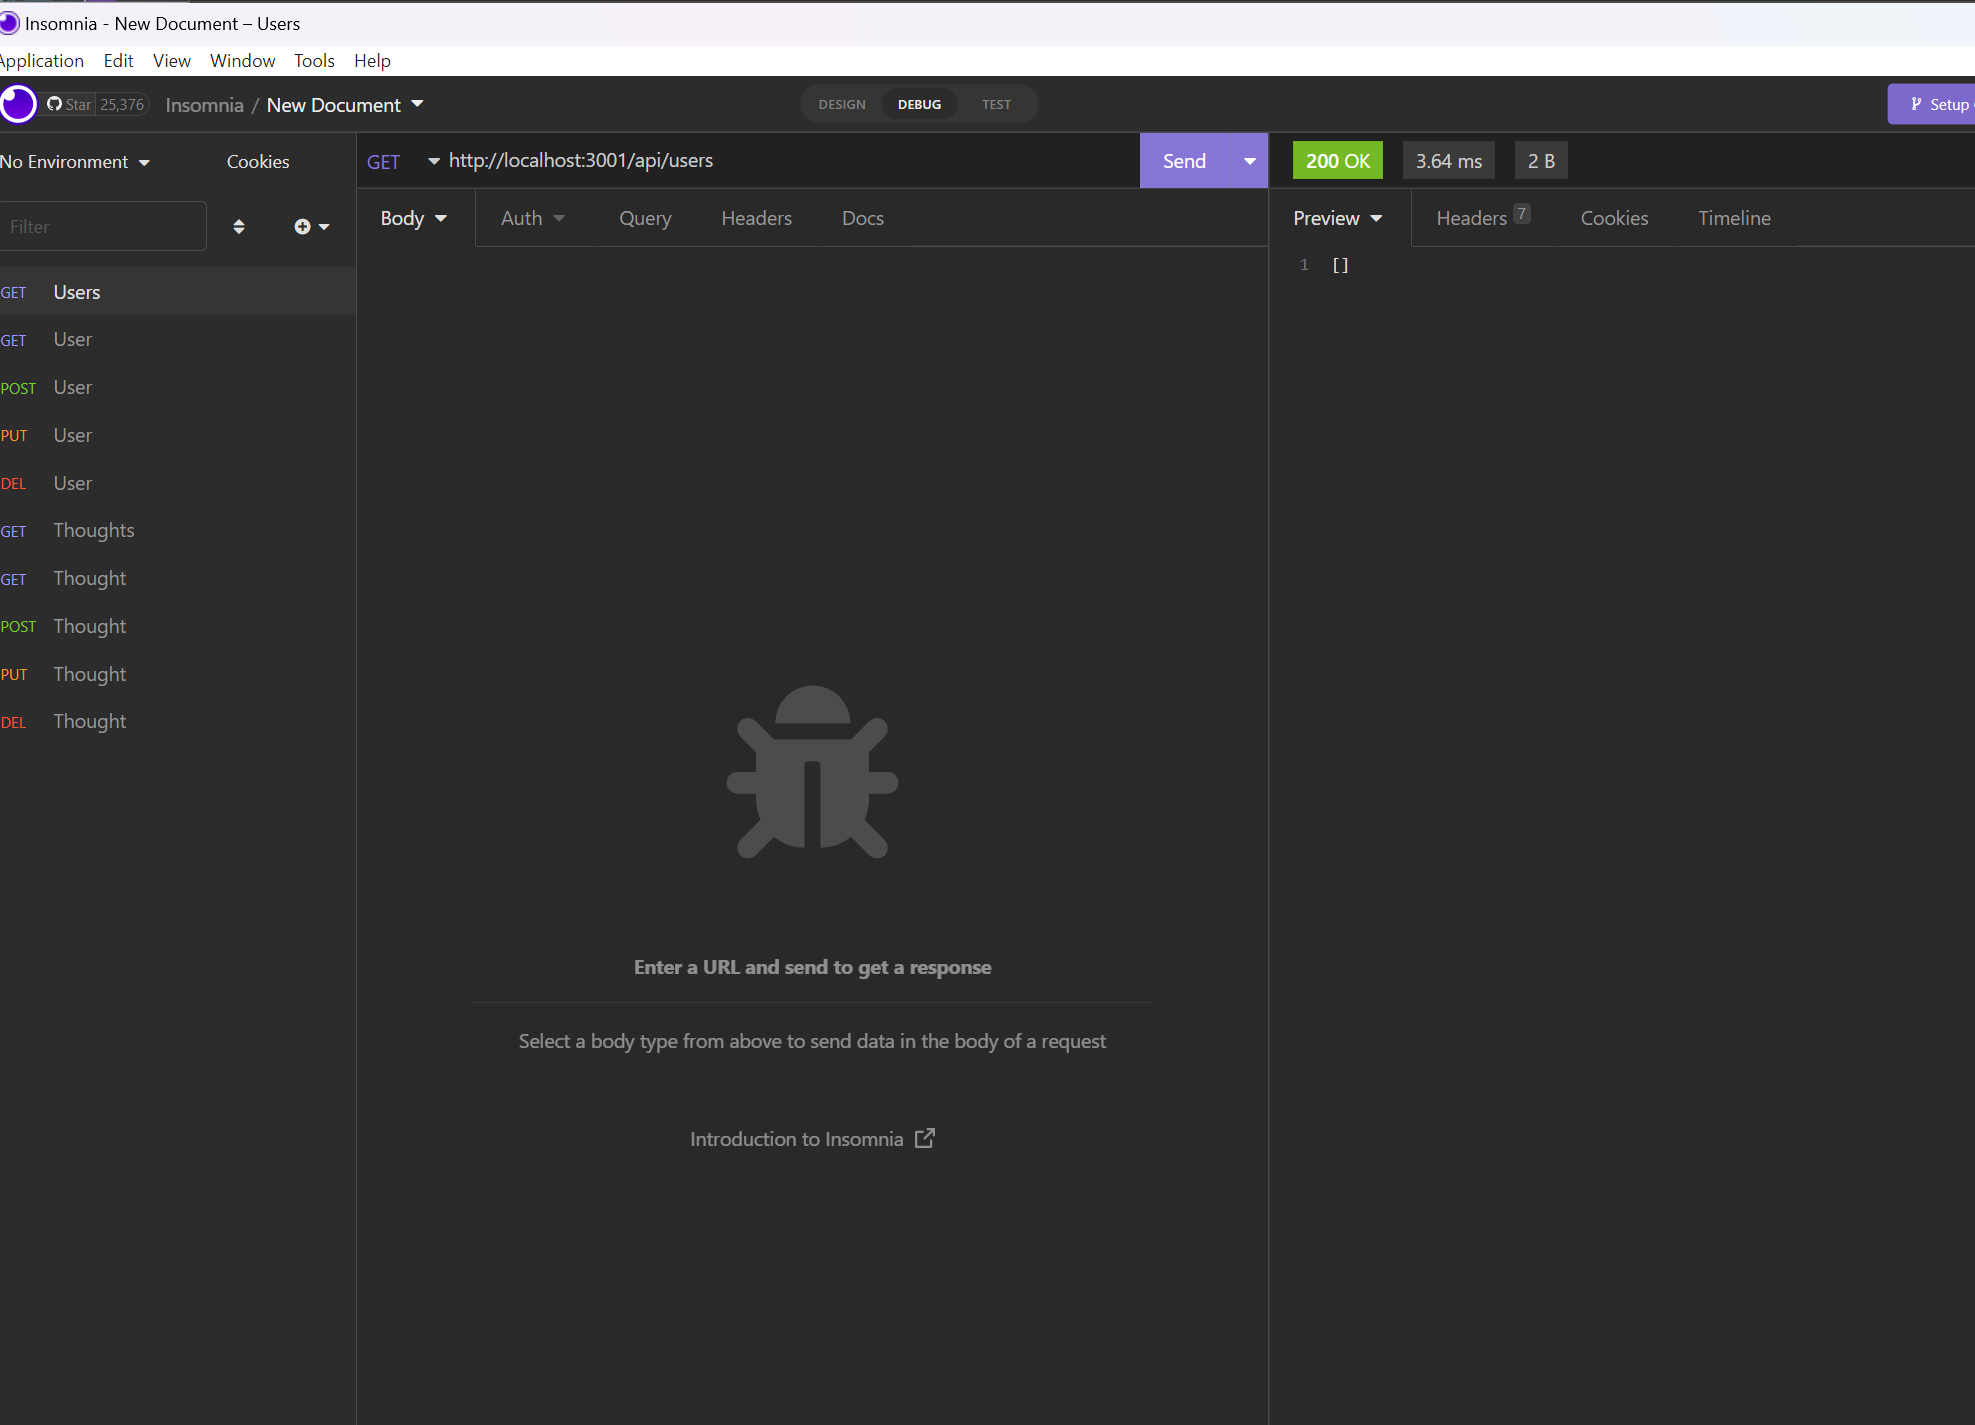 Insomnia - New Document – Users
Application Edit View Window Tools Help
Star 25,376 Insomnia / New Document DESIGN DEBUG TEST Setup
No Environment Cookies GET http://localhost:3001/api/users Send 200 OK 3.64 ms 2 B
Filter Body Auth Query Headers Docs Preview Headers 7 Cookies Timeline
1 []
GET Users
GET User
POST User
PUT User
DEL User
GET Thoughts
GET Thought
POST Thought
PUT Thought
DEL Thought
Enter a URL and send to get a response
Select a body type from above to send data in the body of a request
Introduction to Insomnia